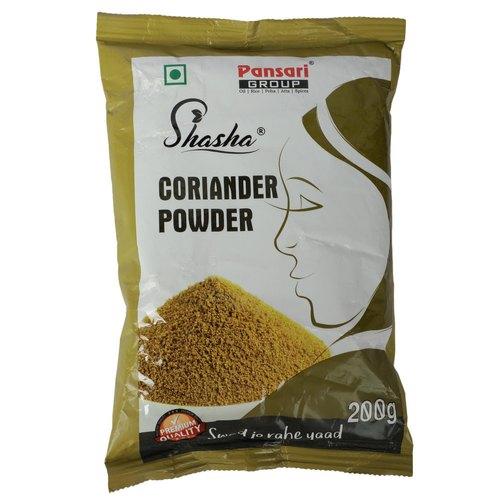 Pansari®
GROUP
Oil | Rice | Poha | Atta | Spices
Shasha®
CORIANDER
POWDER
200g
PREMIUM
QUALITY
Swad jo rahe yaad